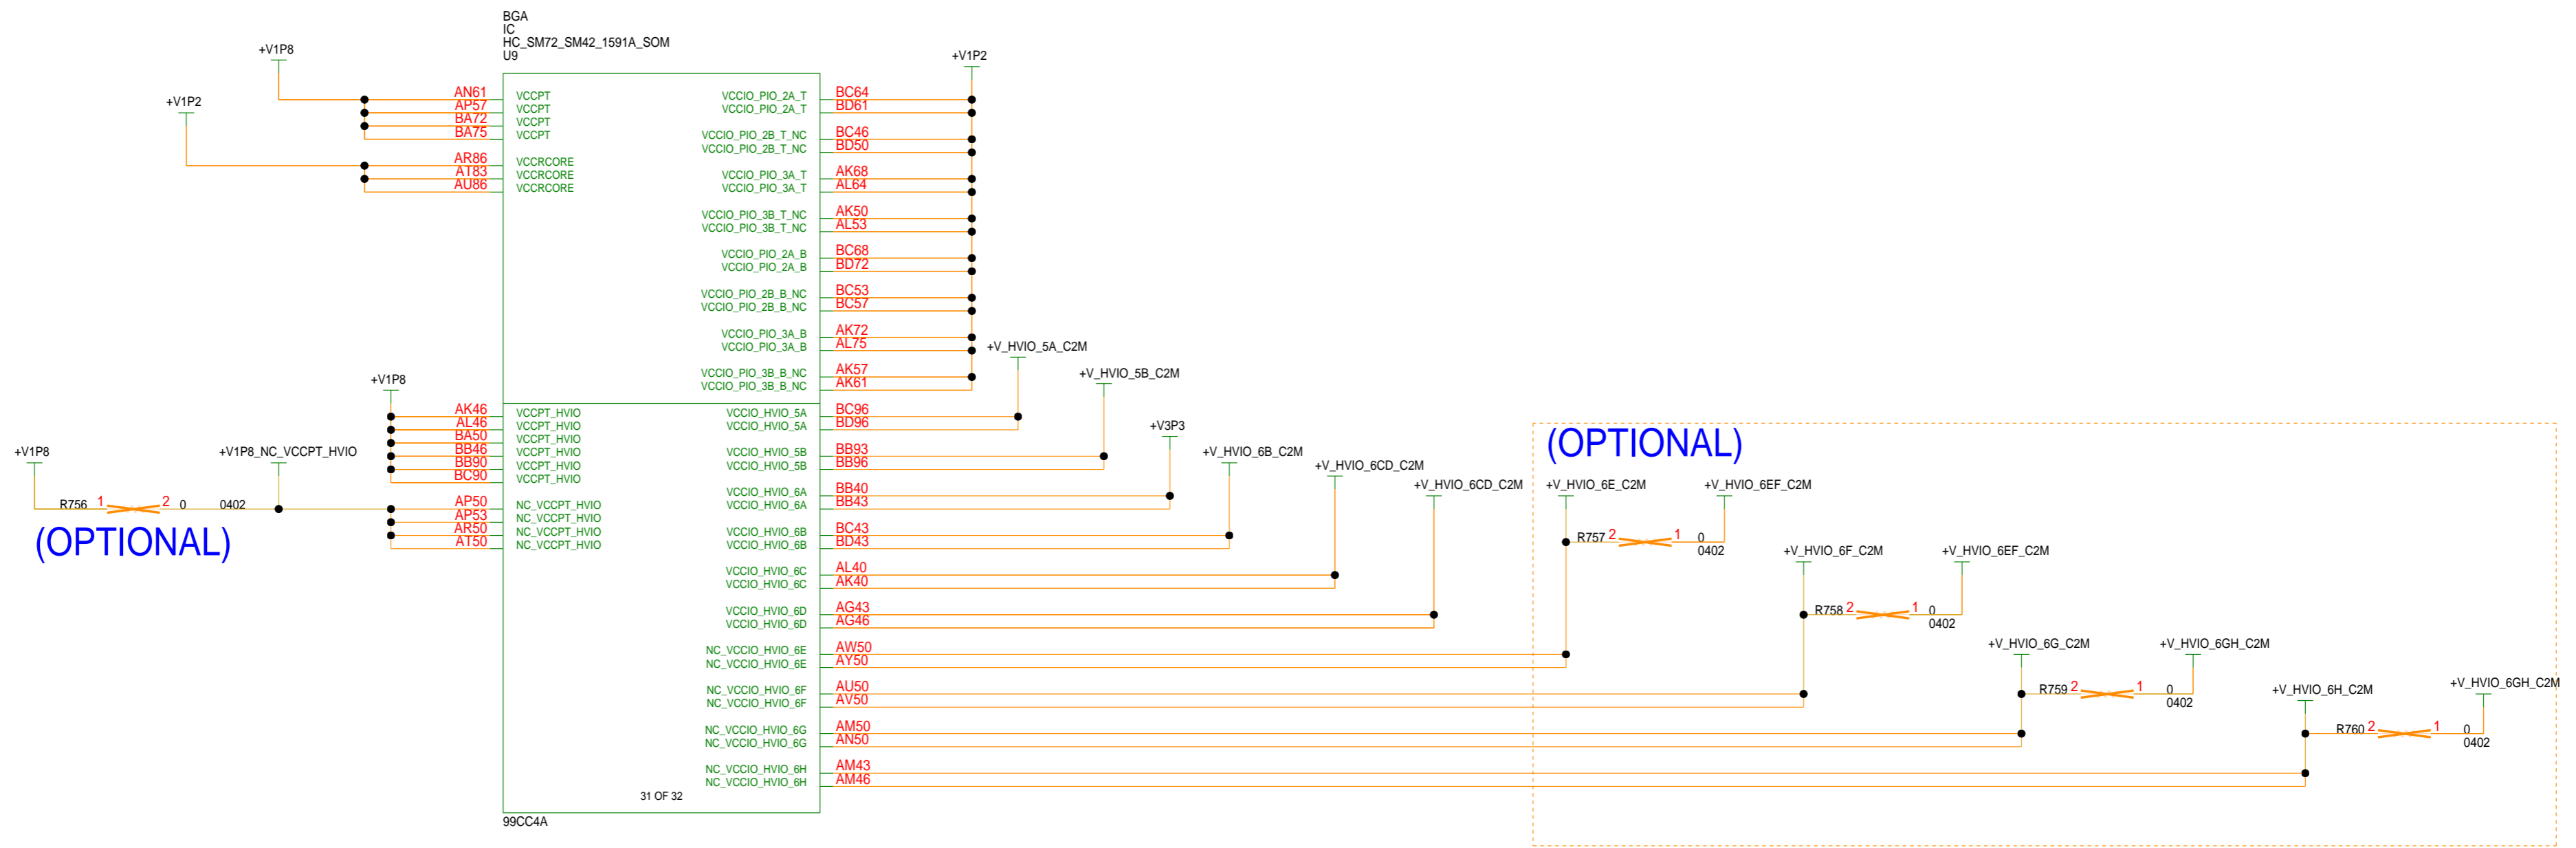 BGA
IC
HC_SM72_SM42_1591A_SOM
U9
+V1P8
+V1P2
AN61 VCCPT
AP57 VCCPT
BA72 VCCPT
BA75 VCCPT
AR86 VCCRCORE
AT83 VCCRCORE
AU86 VCCRCORE
+V1P2
VCCIO_PIO_2A_T BC64
VCCIO_PIO_2A_T BD61
VCCIO_PIO_2B_T_NC BC46
VCCIO_PIO_2B_T_NC BD50
VCCIO_PIO_3A_T AK68
VCCIO_PIO_3A_T AL64
VCCIO_PIO_3B_T_NC AK50
VCCIO_PIO_3B_T_NC AL53
VCCIO_PIO_2A_B BC68
VCCIO_PIO_2A_B BD72
VCCIO_PIO_2B_B_NC BC53
VCCIO_PIO_2B_B_NC BC57
VCCIO_PIO_3A_B AK72
VCCIO_PIO_3A_B AL75
VCCIO_PIO_3B_B_NC AK57
VCCIO_PIO_3B_B_NC AK61
+V1P8
AK46 VCCPT_HVIO
AL46 VCCPT_HVIO
BA50 VCCPT_HVIO
BB46 VCCPT_HVIO
BB90 VCCPT_HVIO
BC90 VCCPT_HVIO
+V1P8
+V1P8_NC_VCCPT_HVIO
R756 1 2 0 0402
(OPTIONAL)
AP50 NC_VCCPT_HVIO
AP53 NC_VCCPT_HVIO
AR50 NC_VCCPT_HVIO
AT50 NC_VCCPT_HVIO
+V_HVIO_5A_C2M
+V_HVIO_5B_C2M
+V3P3
+V_HVIO_6B_C2M
+V_HVIO_6CD_C2M
+V_HVIO_6CD_C2M
VCCIO_HVIO_5A BC96
VCCIO_HVIO_5A BD96
VCCIO_HVIO_5B BB93
VCCIO_HVIO_5B BB96
VCCIO_HVIO_6A BB40
VCCIO_HVIO_6A BB43
VCCIO_HVIO_6B BC43
VCCIO_HVIO_6B BD43
VCCIO_HVIO_6C AL40
VCCIO_HVIO_6C AK40
VCCIO_HVIO_6D AG43
VCCIO_HVIO_6D AG46
NC_VCCIO_HVIO_6E AW50
NC_VCCIO_HVIO_6E AY50
NC_VCCIO_HVIO_6F AU50
NC_VCCIO_HVIO_6F AV50
NC_VCCIO_HVIO_6G AM50
NC_VCCIO_HVIO_6G AN50
NC_VCCIO_HVIO_6H AM43
NC_VCCIO_HVIO_6H AM46
31 OF 32
99CC4A
(OPTIONAL)
+V_HVIO_6E_C2M
+V_HVIO_6EF_C2M
R757 2 1 0
0402
+V_HVIO_6F_C2M
+V_HVIO_6EF_C2M
R758 2 1 0
0402
+V_HVIO_6G_C2M
+V_HVIO_6GH_C2M
R759 2 1 0
0402
+V_HVIO_6H_C2M
+V_HVIO_6GH_C2M
R760 2 1 0
0402